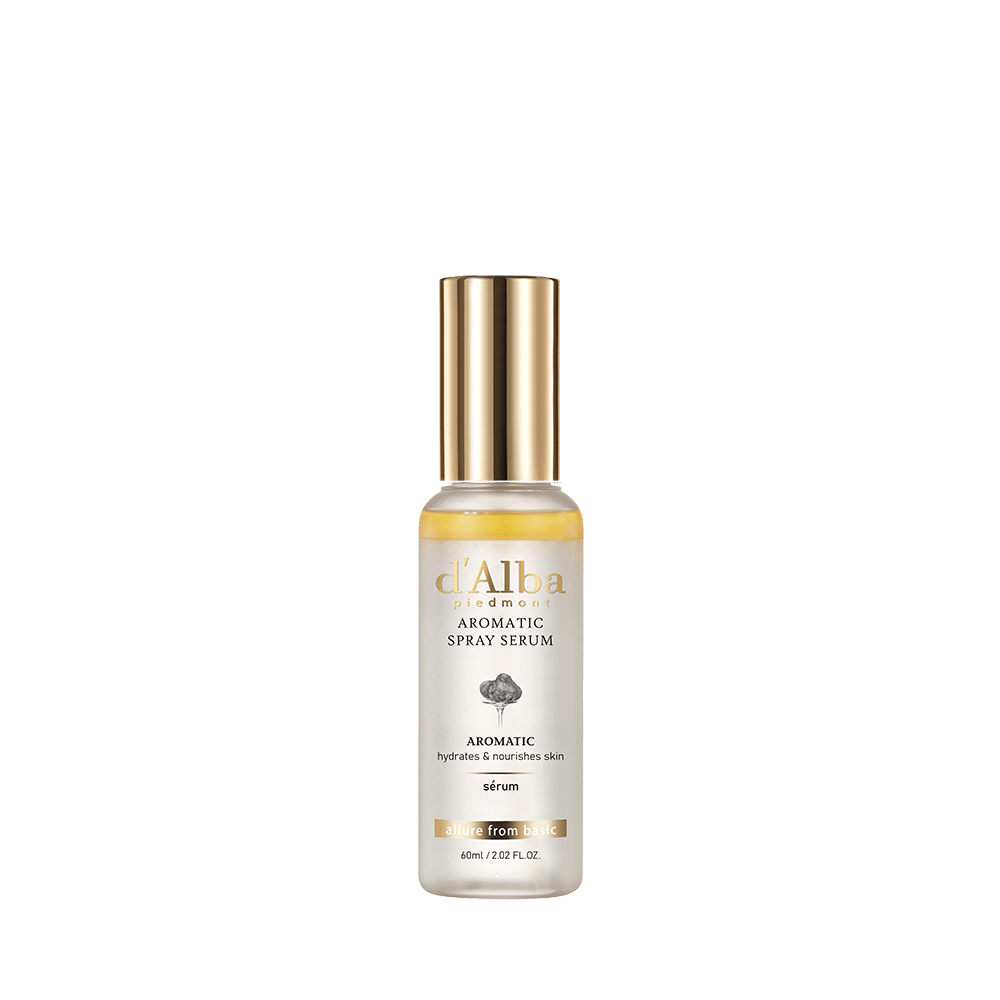 d'Alba
piedmont
AROMATIC
SPRAY SERUM
AROMATIC
hydrates & nourishes skin
sérum
allure from basic
60ml / 2.02 FL.OZ.